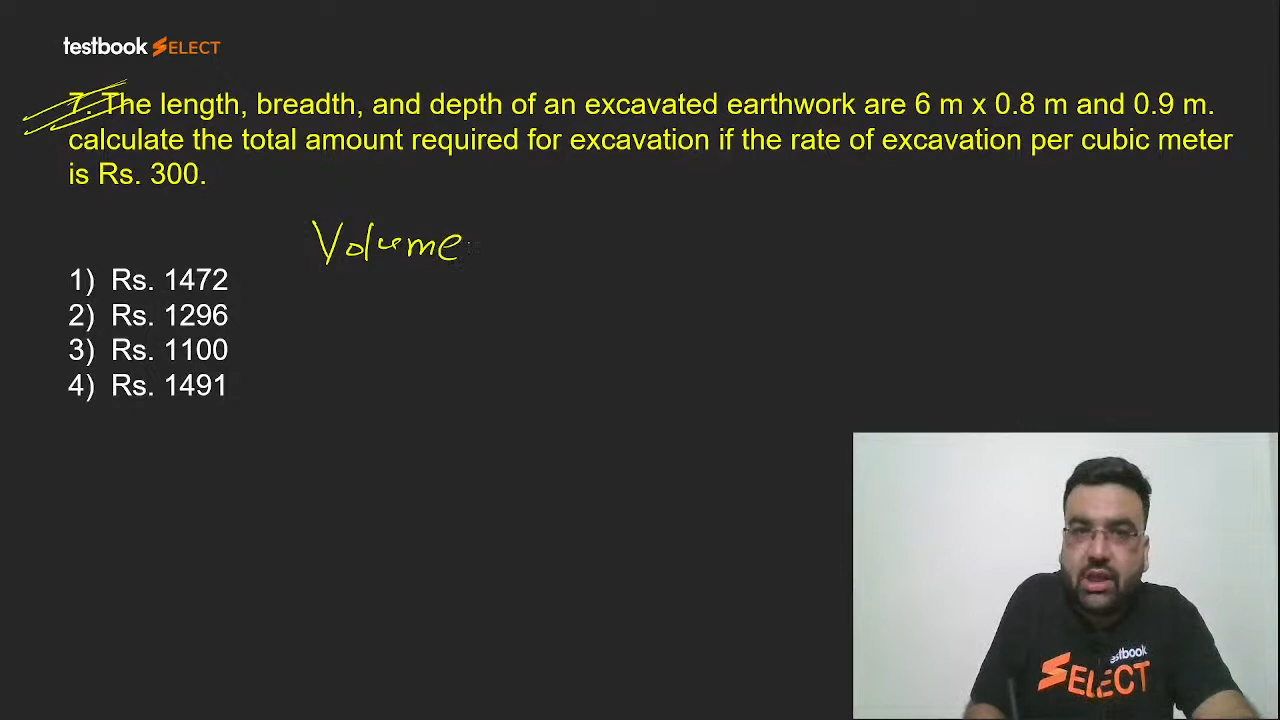 testbook SELECT
7. The length, breadth, and depth of an excavated earthwork are 6 m x 0.8 m and 0.9 m.
calculate the total amount required for excavation if the rate of excavation per cubic meter
is Rs. 300.
Volume
1) Rs. 1472
2) Rs. 1296
3) Rs. 1100
4) Rs. 1491
testbook
SELECT